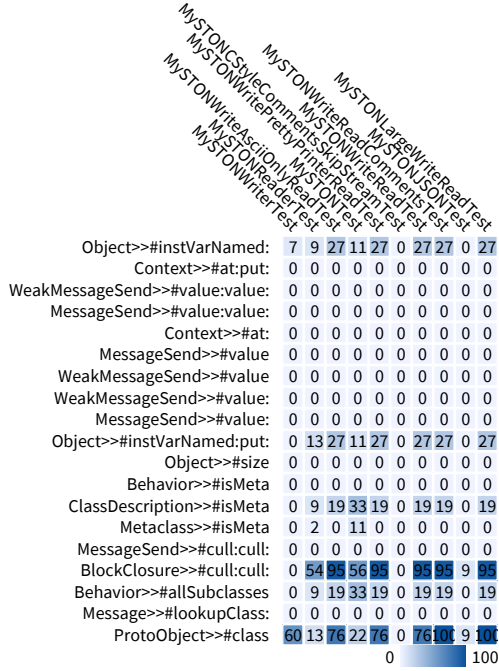 MySTONWriterTest
MySTONReaderTest
MySTONWriteAsciiOnlyReadTest
MySTONTest
MySTONWritePrettyPrinterReadTest
MySTONCStyleCommentsSkipStreamTest
MySTONWriteReadTest
MySTONWriteReadCommentsTest
MySTONJSONTest
MySTONLargeWriteReadTest
Object>>#instVarNamed: 7 9 27 11 27 0 27 27 0 27
Context>>#at:put: 0 0 0 0 0 0 0 0 0 0
WeakMessageSend>>#value:value: 0 0 0 0 0 0 0 0 0 0
MessageSend>>#value:value: 0 0 0 0 0 0 0 0 0 0
Context>>#at: 0 0 0 0 0 0 0 0 0 0
MessageSend>>#value 0 0 0 0 0 0 0 0 0 0
WeakMessageSend>>#value 0 0 0 0 0 0 0 0 0 0
WeakMessageSend>>#value: 0 0 0 0 0 0 0 0 0 0
MessageSend>>#value: 0 0 0 0 0 0 0 0 0 0
Object>>#instVarNamed:put: 0 13 27 11 27 0 27 27 0 27
Object>>#size 0 0 0 0 0 0 0 0 0 0
Behavior>>#isMeta 0 0 0 0 0 0 0 0 0 0
ClassDescription>>#isMeta 0 9 19 33 19 0 19 19 0 19
Metaclass>>#isMeta 0 2 0 11 0 0 0 0 0 0
MessageSend>>#cull:cull: 0 0 0 0 0 0 0 0 0 0
BlockClosure>>#cull:cull: 0 54 95 56 95 0 95 95 9 95
Behavior>>#allSubclasses 0 9 19 33 19 0 19 19 0 19
Message>>#lookupClass: 0 0 0 0 0 0 0 0 0 0
ProtoObject>>#class 60 13 76 22 76 0 76 100 9 100
0 100